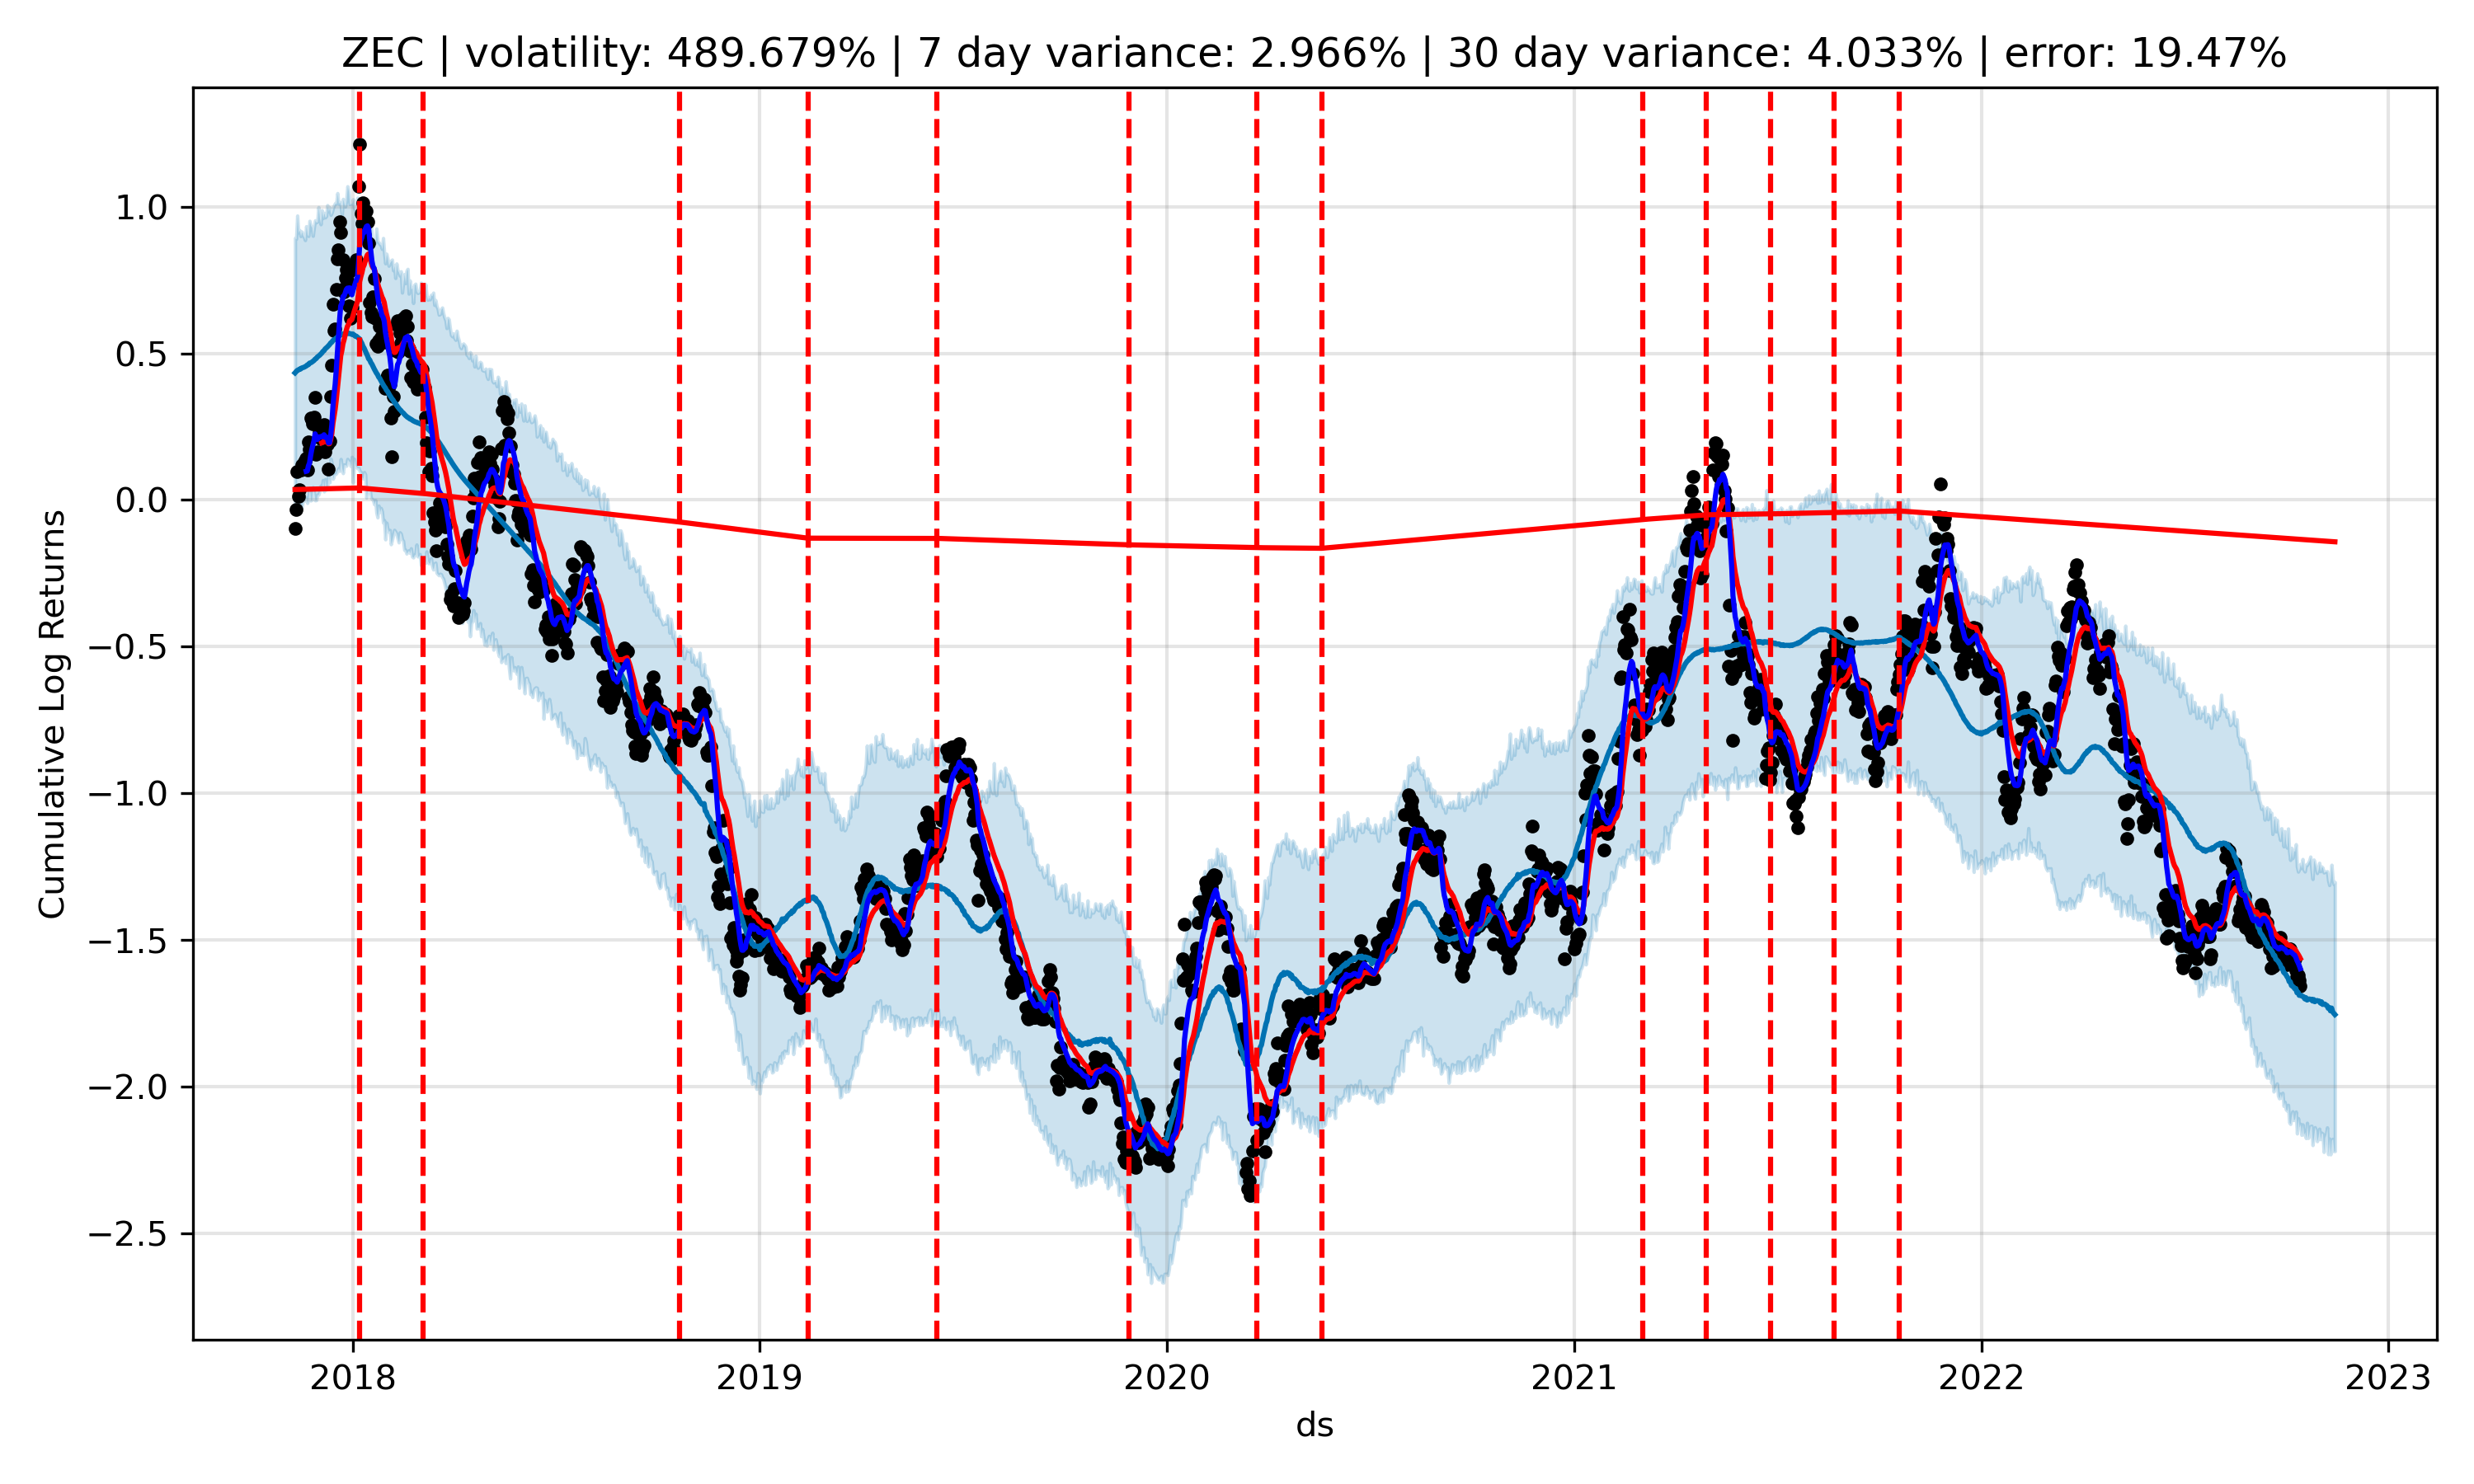 ZEC | volatility: 489.679% | 7 day variance: 2.966% | 30 day variance: 4.033% | error: 19.47%
Cumulative Log Returns
1.0
0.5
0.0
−0.5
−1.0
−1.5
−2.0
−2.5
2018 2019 2020 2021 2022 2023
ds